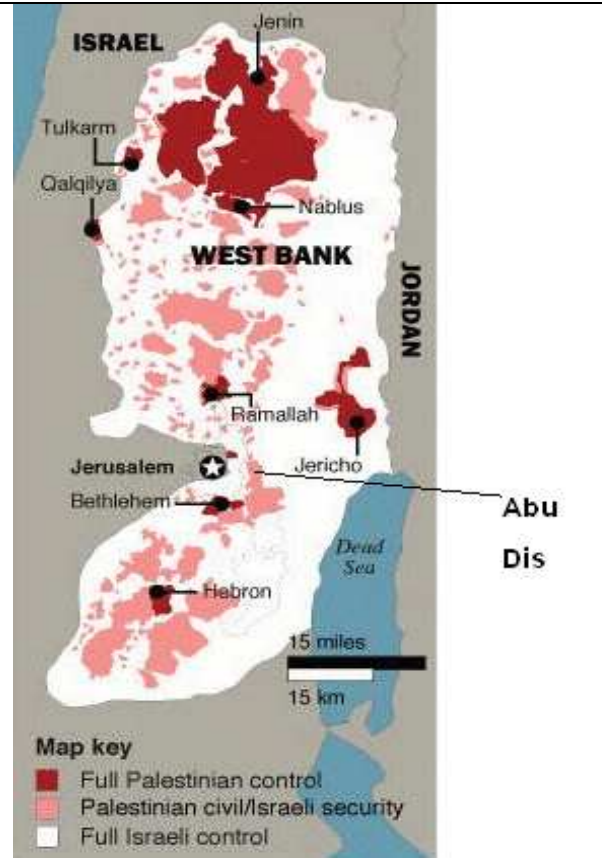 Jenin
ISRAEL
Tulkarm
Qalqilya
Nablus
WEST BANK
JORDAN
Ramallah
Jerusalem
Jericho
Bethlehem
Abu
Dis
Dead
Sea
Hebron
15 miles
15 km
Map key
Full Palestinian control
Palestinian civil/Israeli security
Full Israeli control